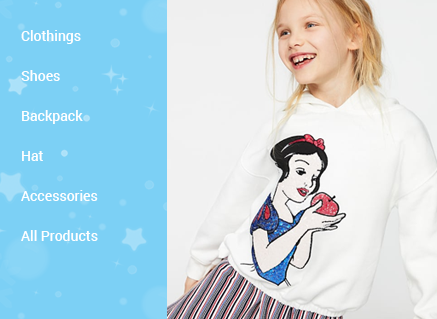 Clothings
Shoes
Backpack
Hat
Accessories
All Products